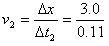 v₂ = Δx / Δt₂ = 3.0 / 0.11